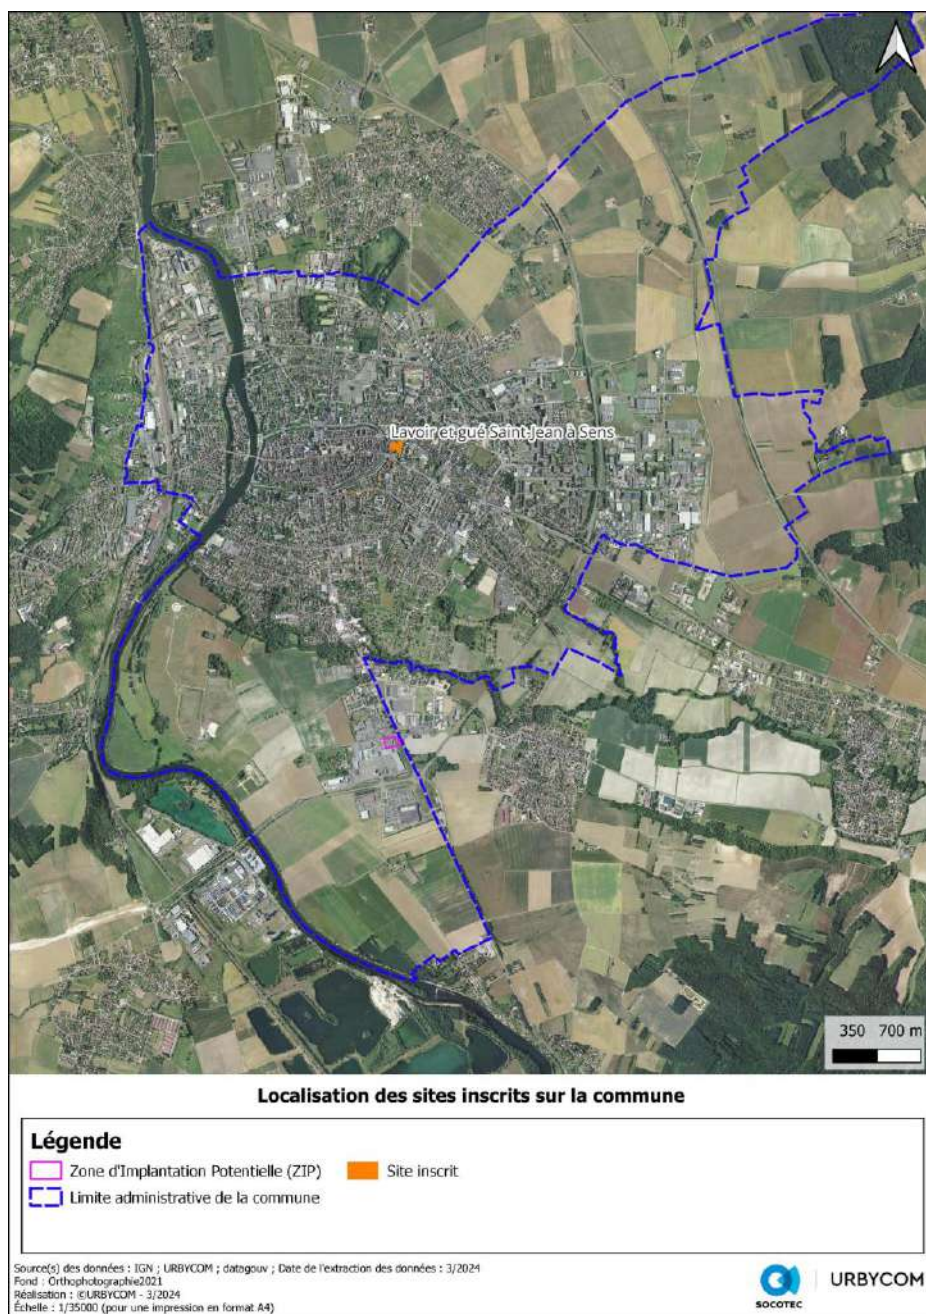 Lavoir et gué Saint-Jean à Sens
350 700 m
Localisation des sites inscrits sur la commune
Légende
Zone d'Implantation Potentielle (ZIP)
Site inscrit
Limite administrative de la commune
Source(s) des données : IGN ; URBYCOM ; datagouv ; Date de l'extraction des données : 3/2024
Fond : Orthophotographie2021
Réalisation : ©URBYCOM - 3/2024
Échelle : 1/35000 (pour une impression en format A4)
SOCOTEC
URBYCOM